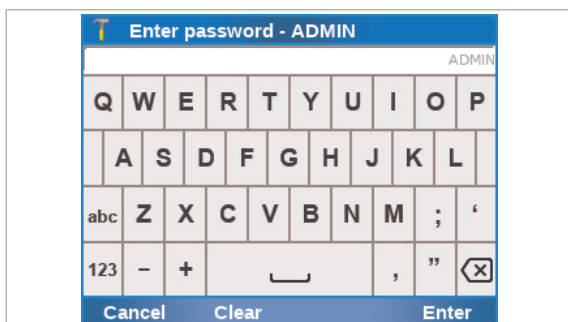 Enter password - ADMIN
ADMIN
Q W E R T Y U I O P
A S D F G H J K L
abc Z X C V B N M ; ‘
123 - + , ”
Cancel Clear Enter